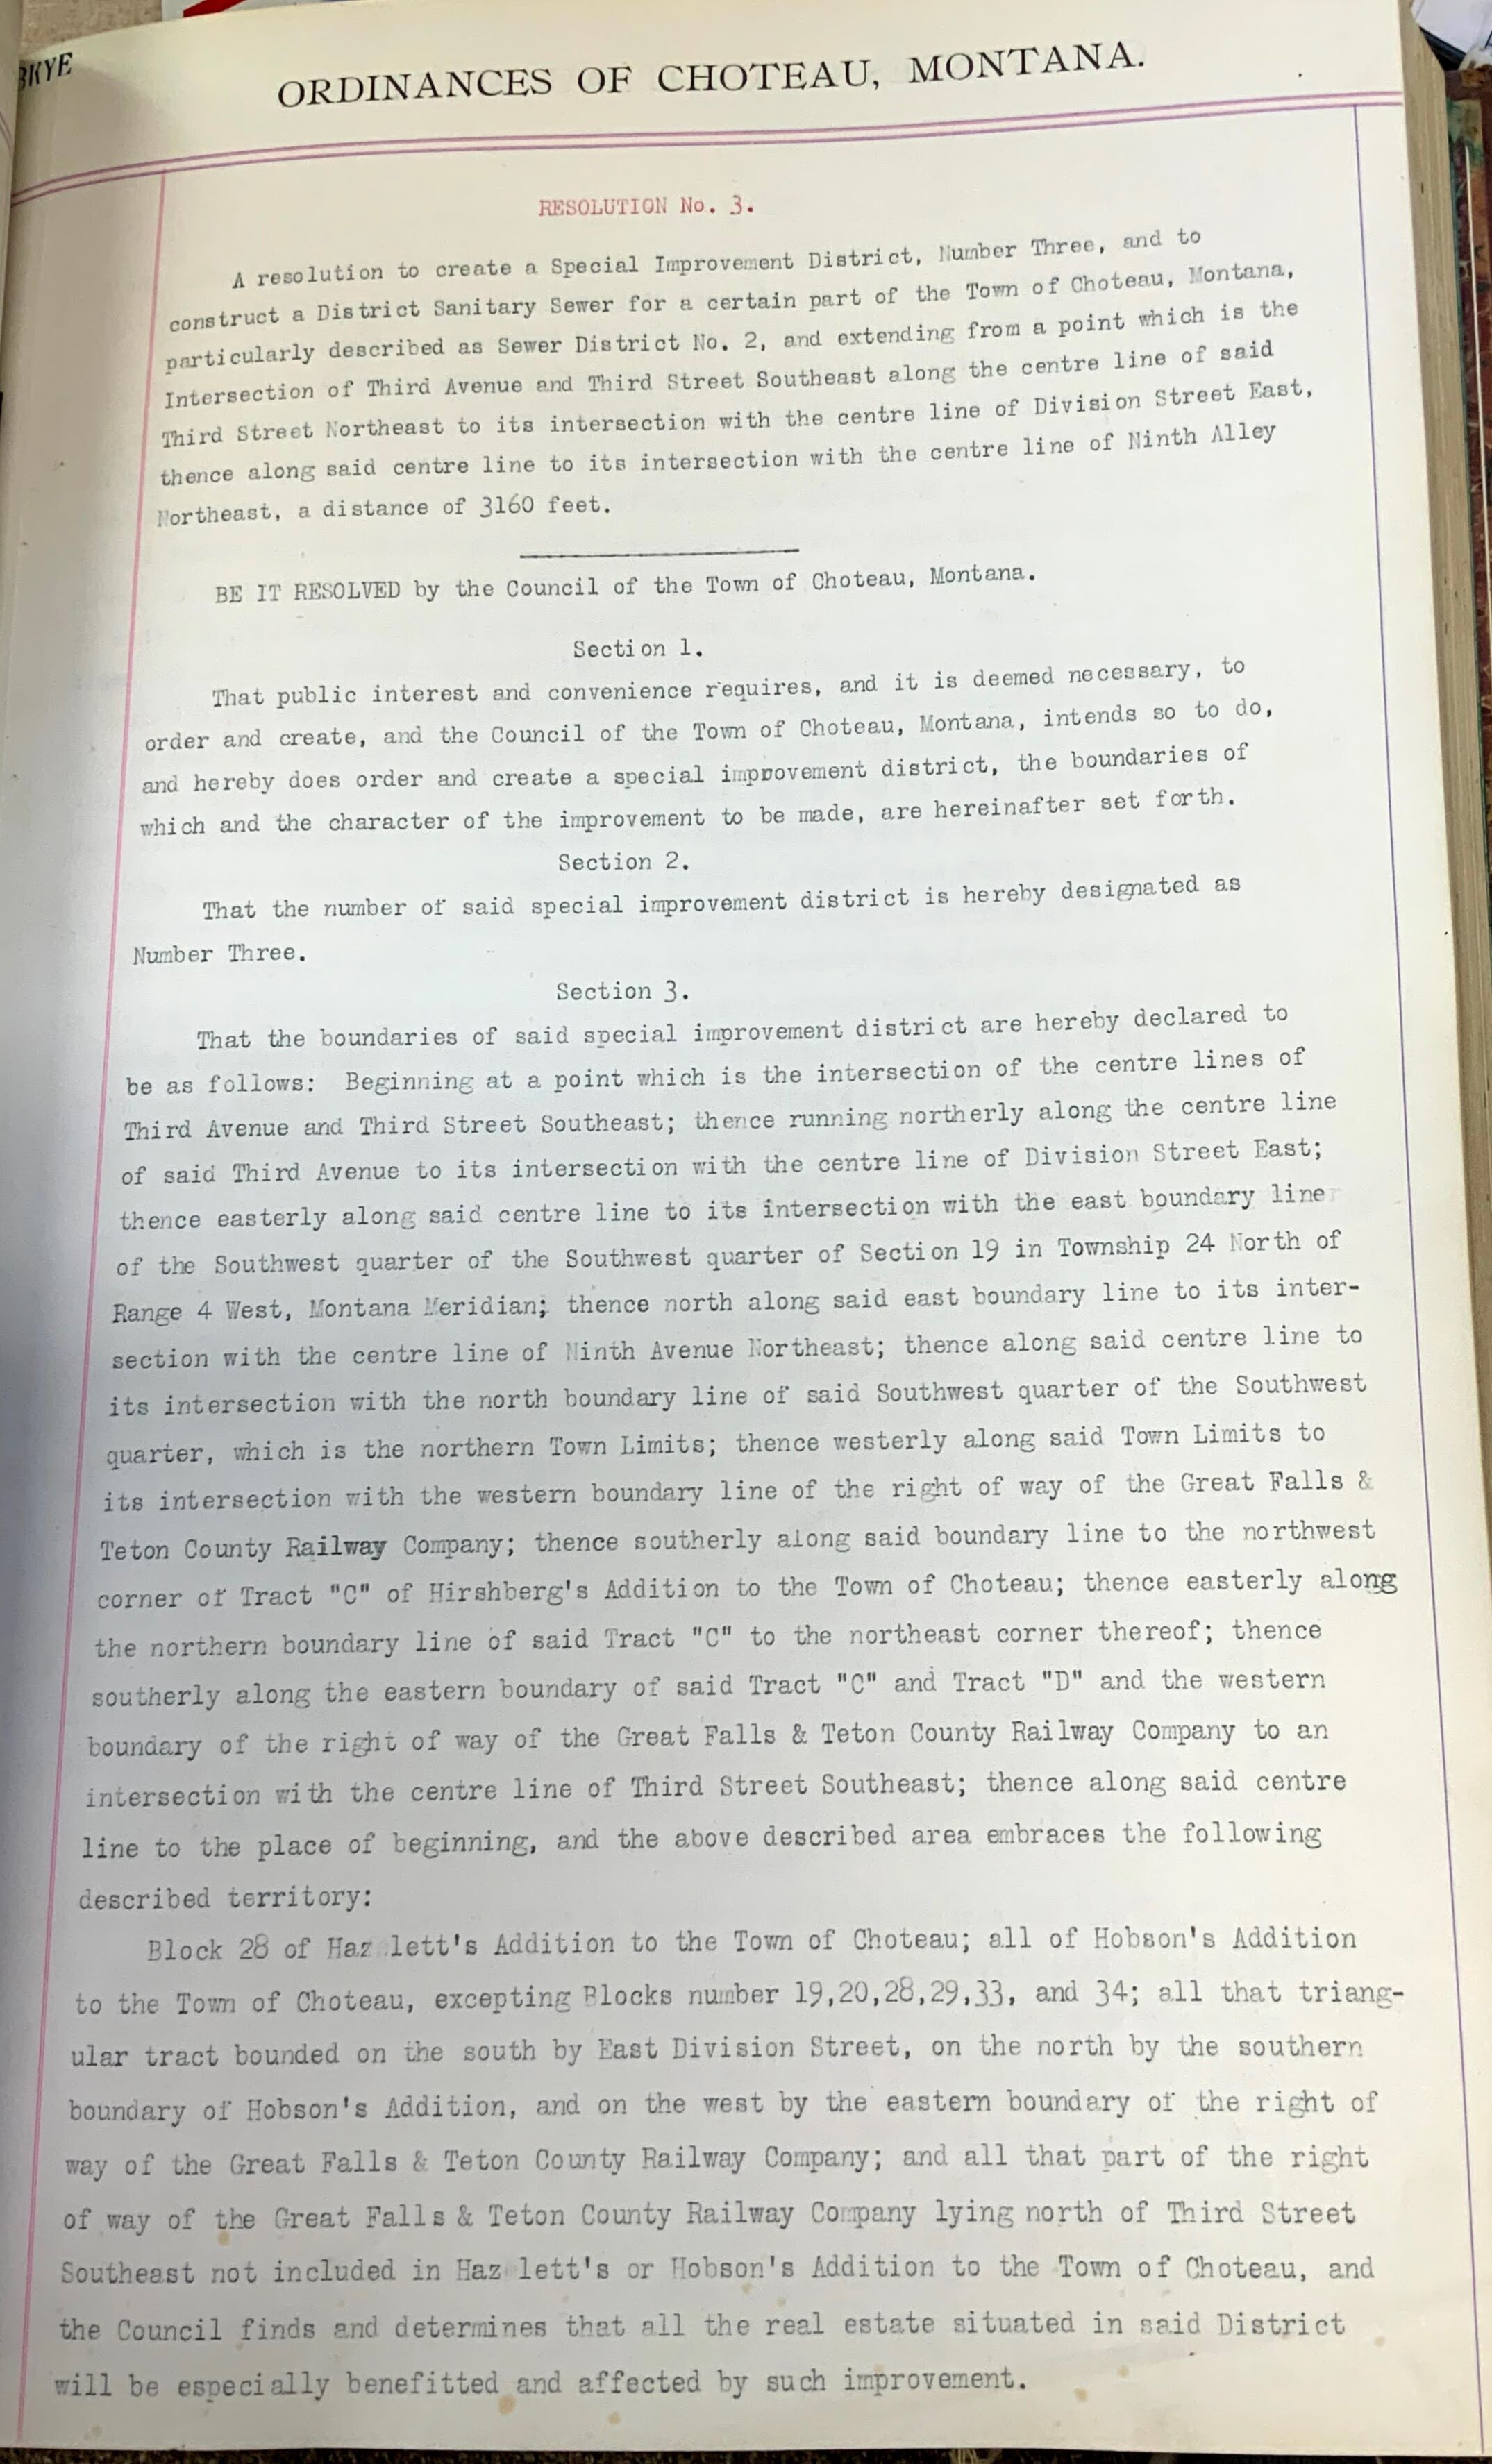 BKYE
ORDINANCES OF CHOTEAU, MONTANA.
RESOLUTION No. 3.
A resolution to create a Special Improvement District, Number Three, and to
construct a District Sanitary Sewer for a certain part of the Town of Choteau, Montana,
particularly described as Sewer District No. 2, and extending from a point which is the
Intersection of Third Avenue and Third Street Southeast along the centre line of said
Third Street Northeast to its intersection with the centre line of Division Street East,
thence along said centre line to its intersection with the centre line of Ninth Alley
Northeast, a distance of 3160 feet.
BE IT RESOLVED by the Council of the Town of Choteau, Montana.
Section 1.
That public interest and convenience requires, and it is deemed necessary, to
order and create, and the Council of the Town of Choteau, Montana, intends so to do,
and hereby does order and create a special improvement district, the boundaries of
which and the character of the improvement to be made, are hereinafter set forth.
Section 2.
That the number of said special improvement district is hereby designated as
Number Three.
Section 3.
That the boundaries of said special improvement district are hereby declared to
be as follows: Beginning at a point which is the intersection of the centre lines of
Third Avenue and Third Street Southeast; thence running northerly along the centre line
of said Third Avenue to its intersection with the centre line of Division Street East;
thence easterly along said centre line to its intersection with the east boundary line
of the Southwest quarter of the Southwest quarter of Section 19 in Township 24 North of
Range 4 West, Montana Meridian; thence north along said east boundary line to its inter-
section with the centre line of Ninth Avenue Northeast; thence along said centre line to
its intersection with the north boundary line of said Southwest quarter of the Southwest
quarter, which is the northern Town Limits; thence westerly along said Town Limits to
its intersection with the western boundary line of the right of way of the Great Falls &
Teton County Railway Company; thence southerly along said boundary line to the northwest
corner of Tract "C" of Hirshberg's Addition to the Town of Choteau; thence easterly along
the northern boundary line of said Tract "C" to the northeast corner thereof; thence
southerly along the eastern boundary of said Tract "C" and Tract "D" and the western
boundary of the right of way of the Great Falls & Teton County Railway Company to an
intersection with the centre line of Third Street Southeast; thence along said centre
line to the place of beginning, and the above described area embraces the following
described territory:
Block 28 of Haz lett's Addition to the Town of Choteau; all of Hobson's Addition
to the Town of Choteau, excepting Blocks number 19,20,28,29,33, and 34; all that triang-
ular tract bounded on the south by East Division Street, on the north by the southern
boundary of Hobson's Addition, and on the west by the eastern boundary of the right of
way of the Great Falls & Teton County Railway Company; and all that part of the right
of way of the Great Falls & Teton County Railway Company lying north of Third Street
Southeast not included in Haz lett's or Hobson's Addition to the Town of Choteau, and
the Council finds and determines that all the real estate situated in said District
will be especially benefitted and affected by such improvement.